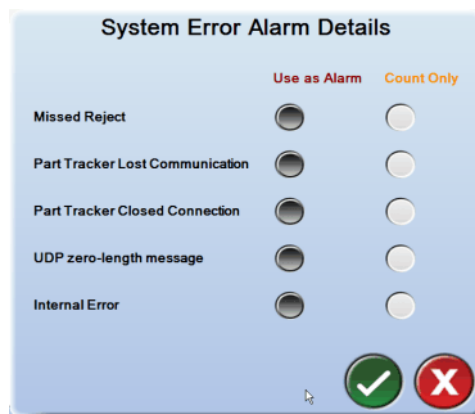 System Error Alarm Details
Use as Alarm Count Only
Missed Reject
Part Tracker Lost Communication
Part Tracker Closed Connection
UDP zero-length message
Internal Error